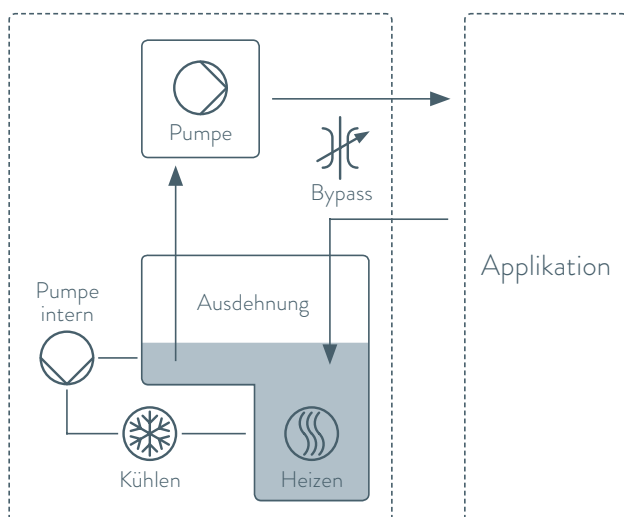 Pumpe
Bypass
Applikation
Pumpe
intern
Ausdehnung
Kühlen
Heizen